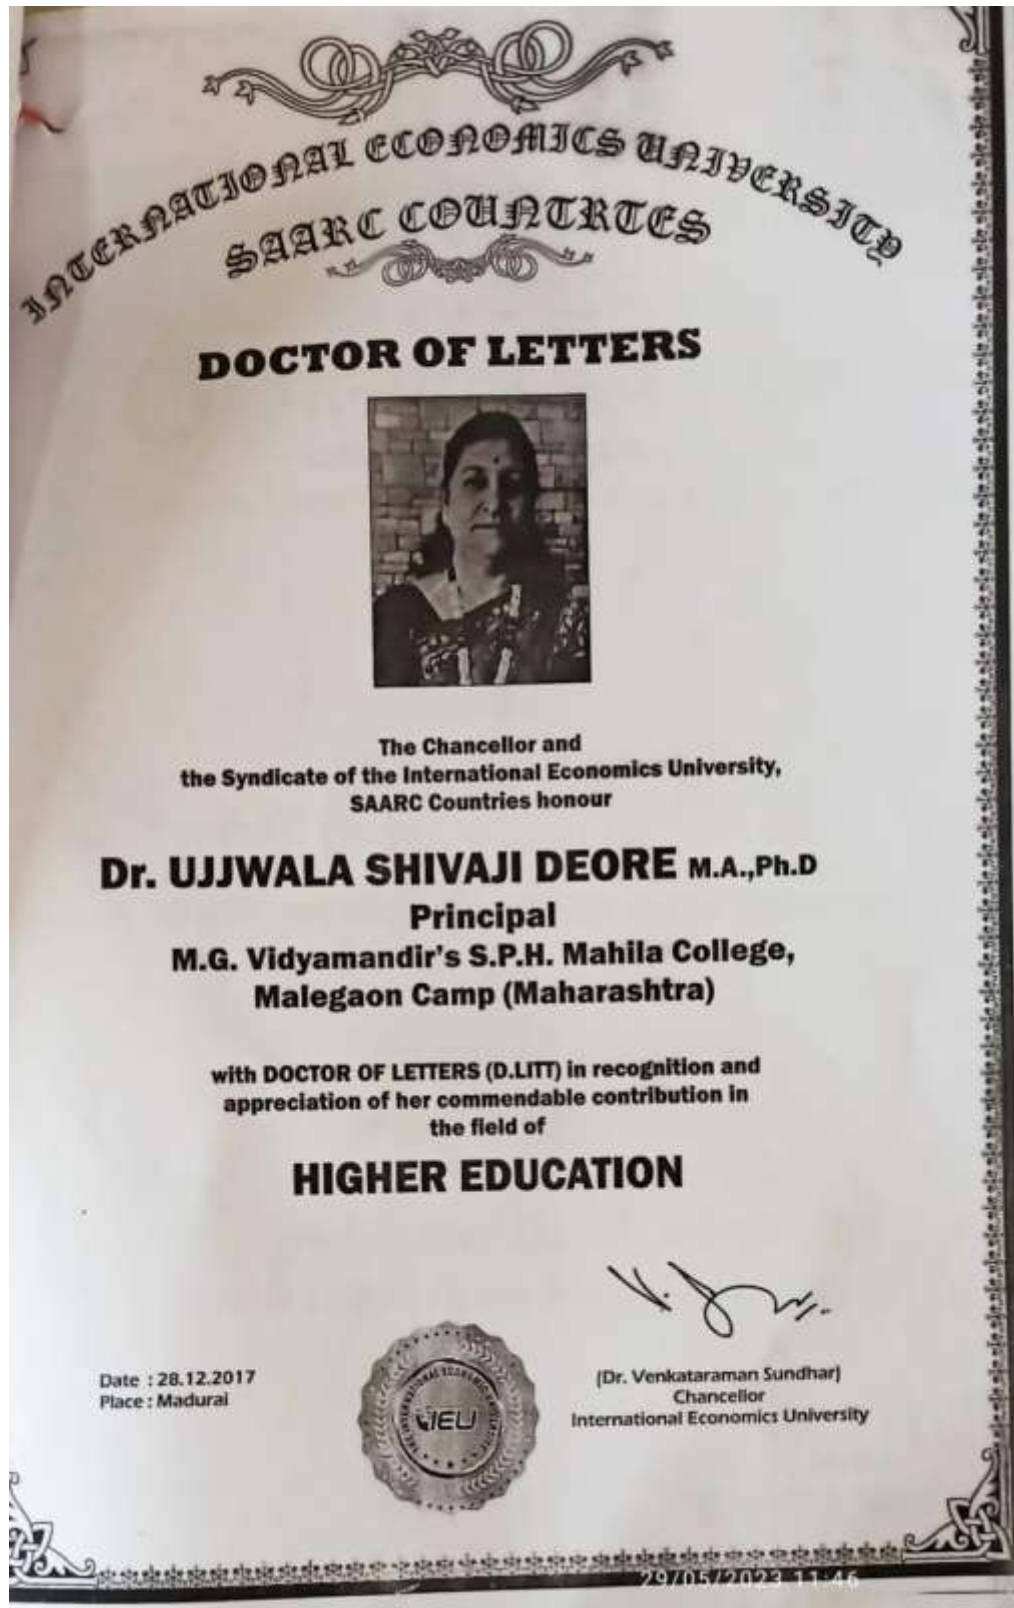 INTERNATIONAL ECONOMICS UNIVERSITY
SAARC COUNTRTES
DOCTOR OF LETTERS
The Chancellor and
the Syndicate of the International Economics University,
SAARC Countries honour
Dr. UJJWALA SHIVAJI DEORE M.A.,Ph.D
Principal
M.G. Vidyamandir's S.P.H. Mahila College,
Malegaon Camp (Maharashtra)
with DOCTOR OF LETTERS (D.LITT) in recognition and
appreciation of her commendable contribution in
the field of
HIGHER EDUCATION
Date : 28.12.2017
Place : Madurai
IEU
(Dr. Venkataraman Sundhar)
Chancellor
International Economics University
29/05/2023 11:46